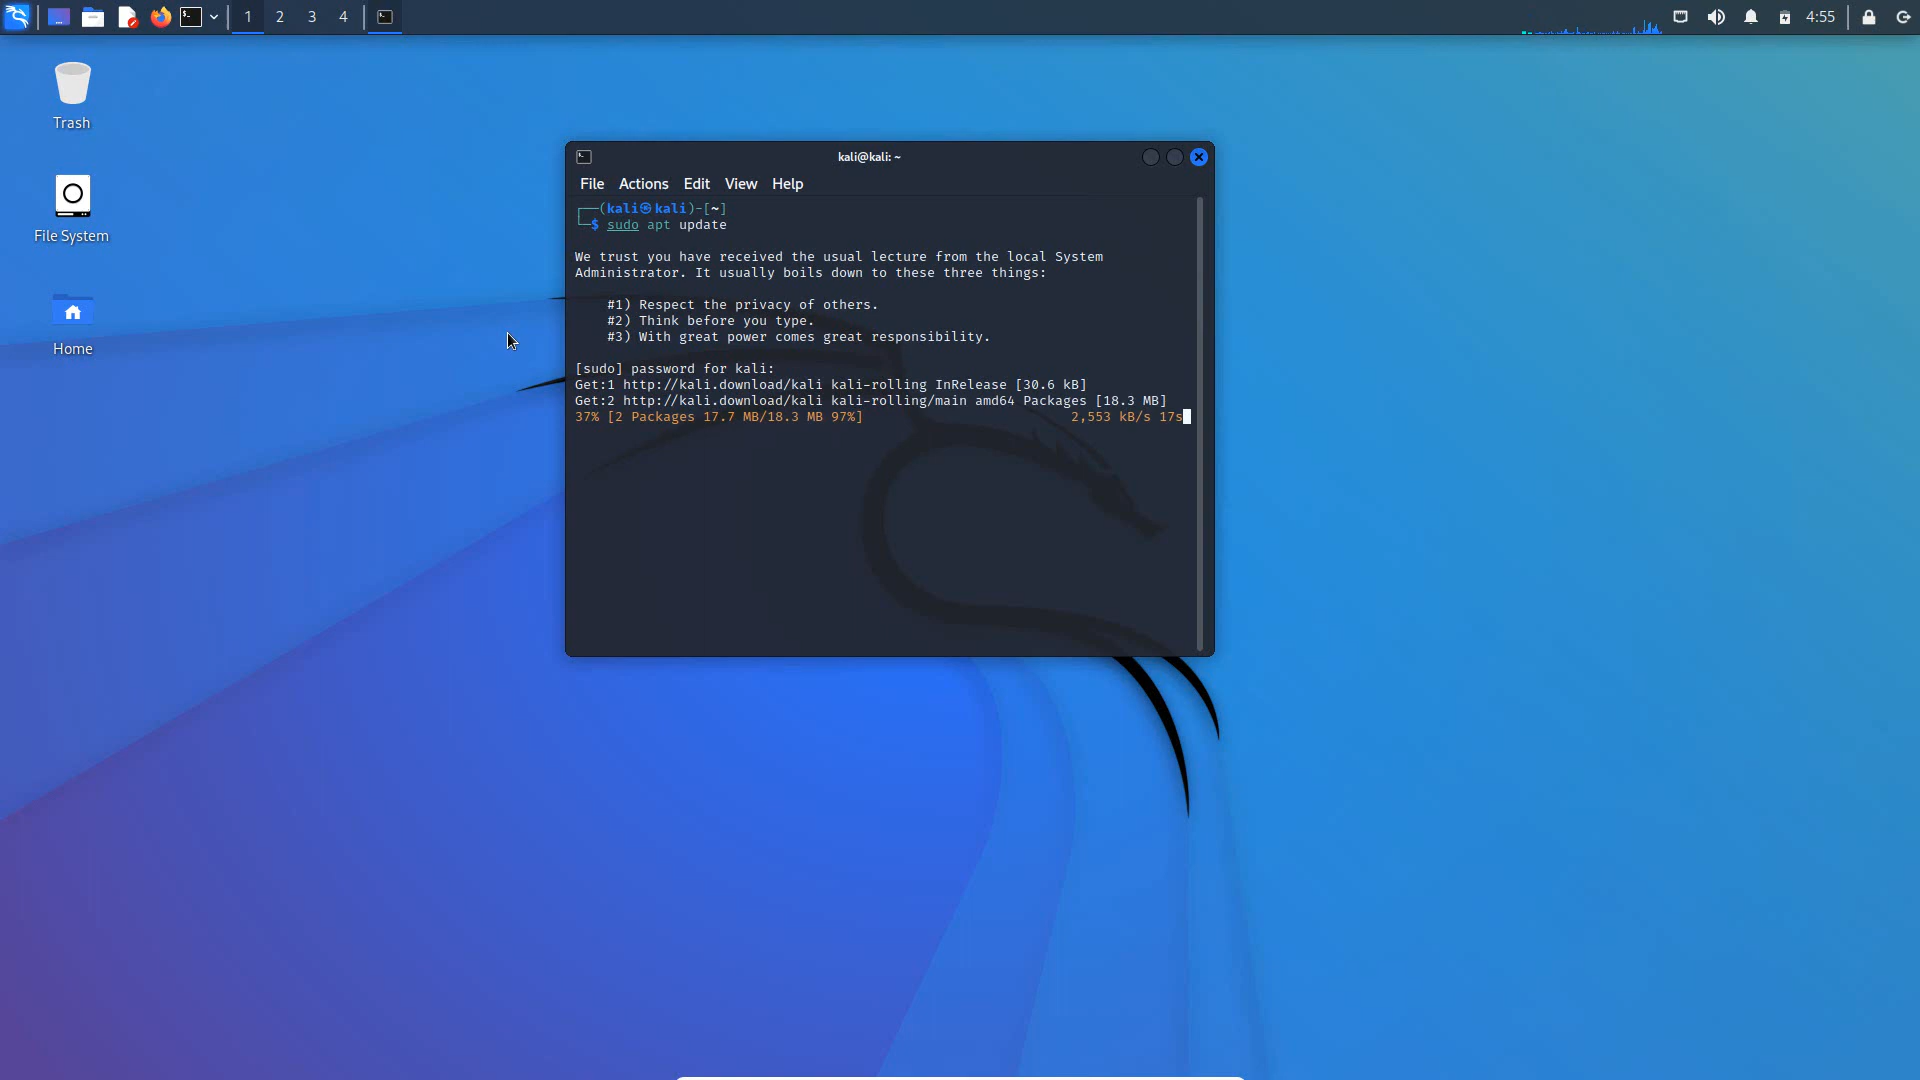 1 2 3 4
4:55
Trash
File System
Home
kali@kali: ~
File Actions Edit View Help
┌──(kali㉿kali)-[~]
└─$ sudo apt update
We trust you have received the usual lecture from the local System
Administrator. It usually boils down to these three things:
#1) Respect the privacy of others.
#2) Think before you type.
#3) With great power comes great responsibility.
[sudo] password for kali:
Get:1 http://kali.download/kali kali-rolling InRelease [30.6 kB]
Get:2 http://kali.download/kali kali-rolling/main amd64 Packages [18.3 MB]
37% [2 Packages 17.7 MB/18.3 MB 97%] 2,553 kB/s 17s